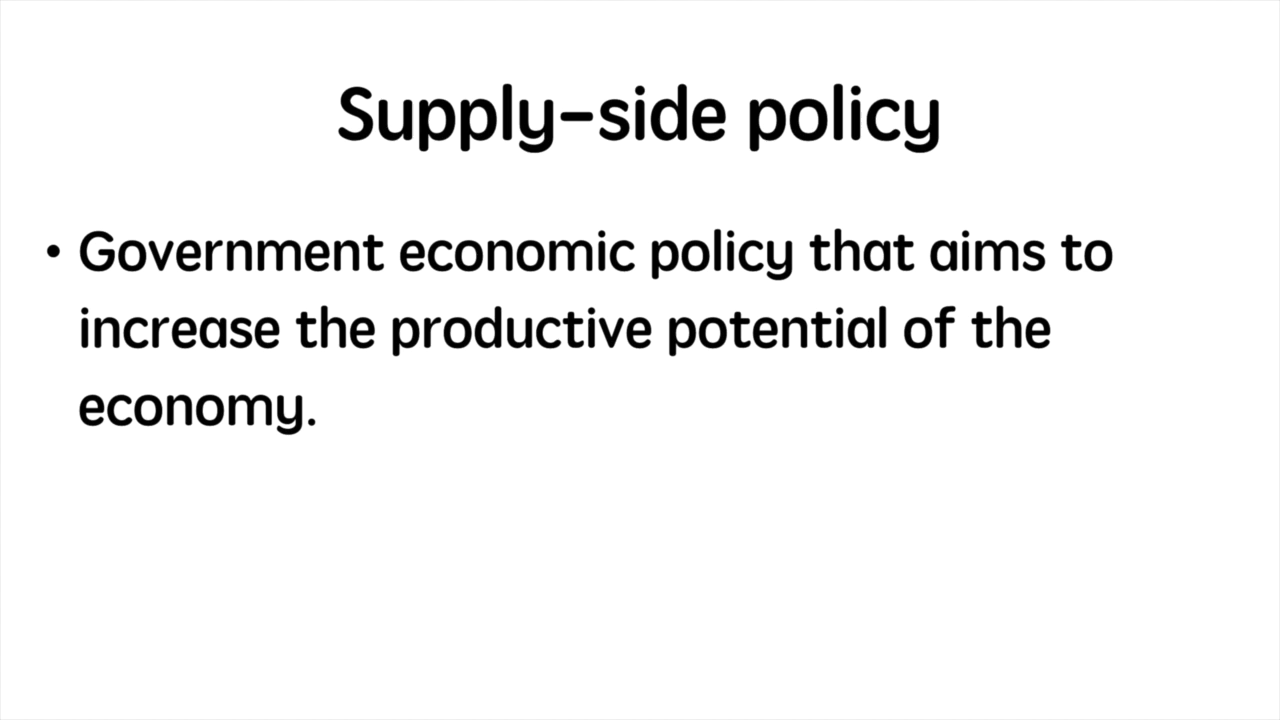 Supply-side policy
• Government economic policy that aims to
increase the productive potential of the
economy.